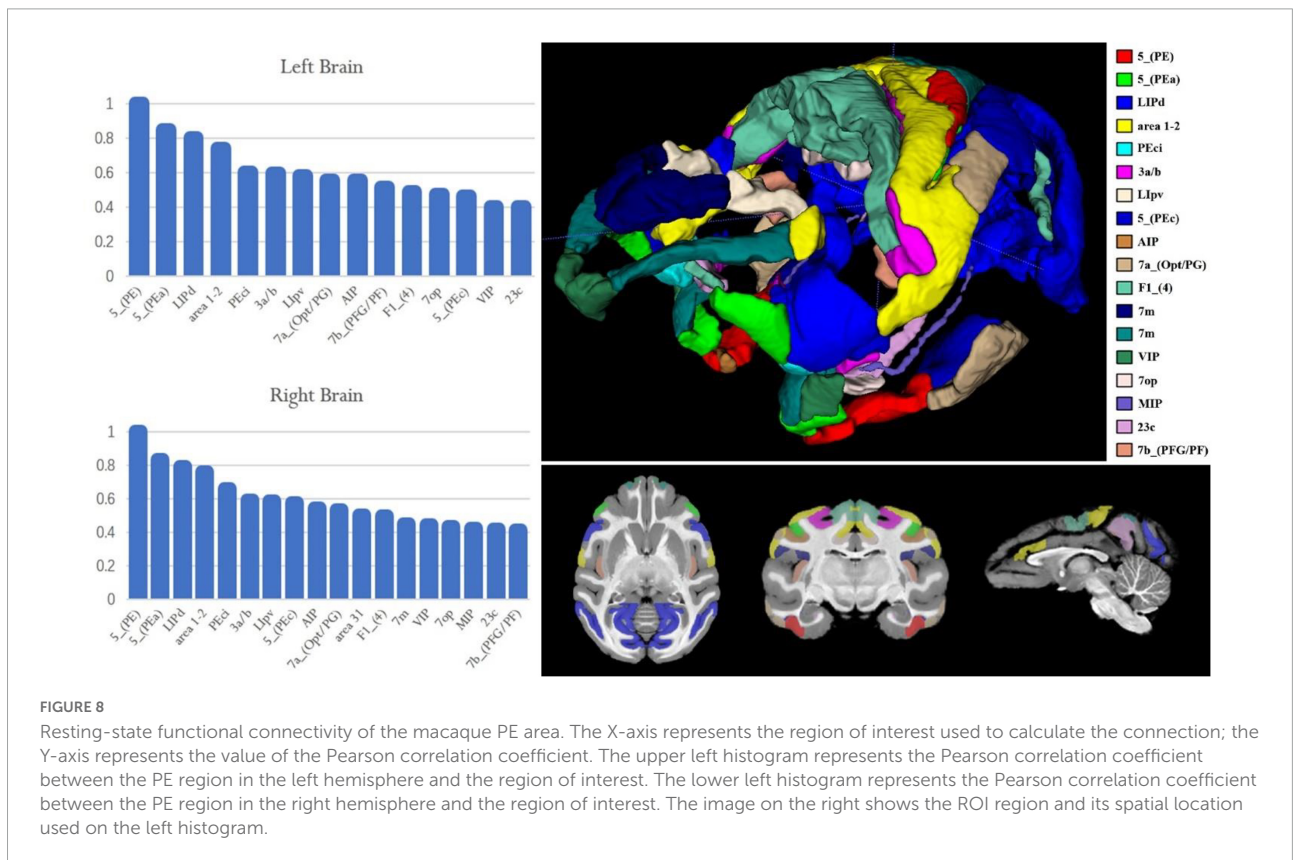 Left Brain
1
0.8
0.6
0.4
0.2
0
5_(PE)
5_(PEa)
LIPd
area 1-2
PEci
3a/b
LIpv
7a_(Opt/PG)
AIP
7b_(PFG/PF)
F1_(4)
7op
5_(PEc)
VIP
23c
Right Brain
1
0.8
0.6
0.4
0.2
0
5_(PE)
5_(PEa)
LIPd
area 1-2
PEci
3a/b
LIpv
5_(PEc)
AIP
7a_(Opt/PG)
area 31
F1_(4)
7m
VIP
7op
MIP
23c
7b_(PFG/PF)
5_(PE)
5_(PEa)
LIPd
area 1-2
PEci
3a/b
LIpv
5_(PEc)
AIP
7a_(Opt/PG)
F1_(4)
7m
7m
VIP
7op
MIP
23c
7b_(PFG/PF)
FIGURE 8
Resting-state functional connectivity of the macaque PE area. The X-axis represents the region of interest used to calculate the connection; the
Y-axis represents the value of the Pearson correlation coefficient. The upper left histogram represents the Pearson correlation coefficient
between the PE region in the left hemisphere and the region of interest. The lower left histogram represents the Pearson correlation coefficient
between the PE region in the right hemisphere and the region of interest. The image on the right shows the ROI region and its spatial location
used on the left histogram.